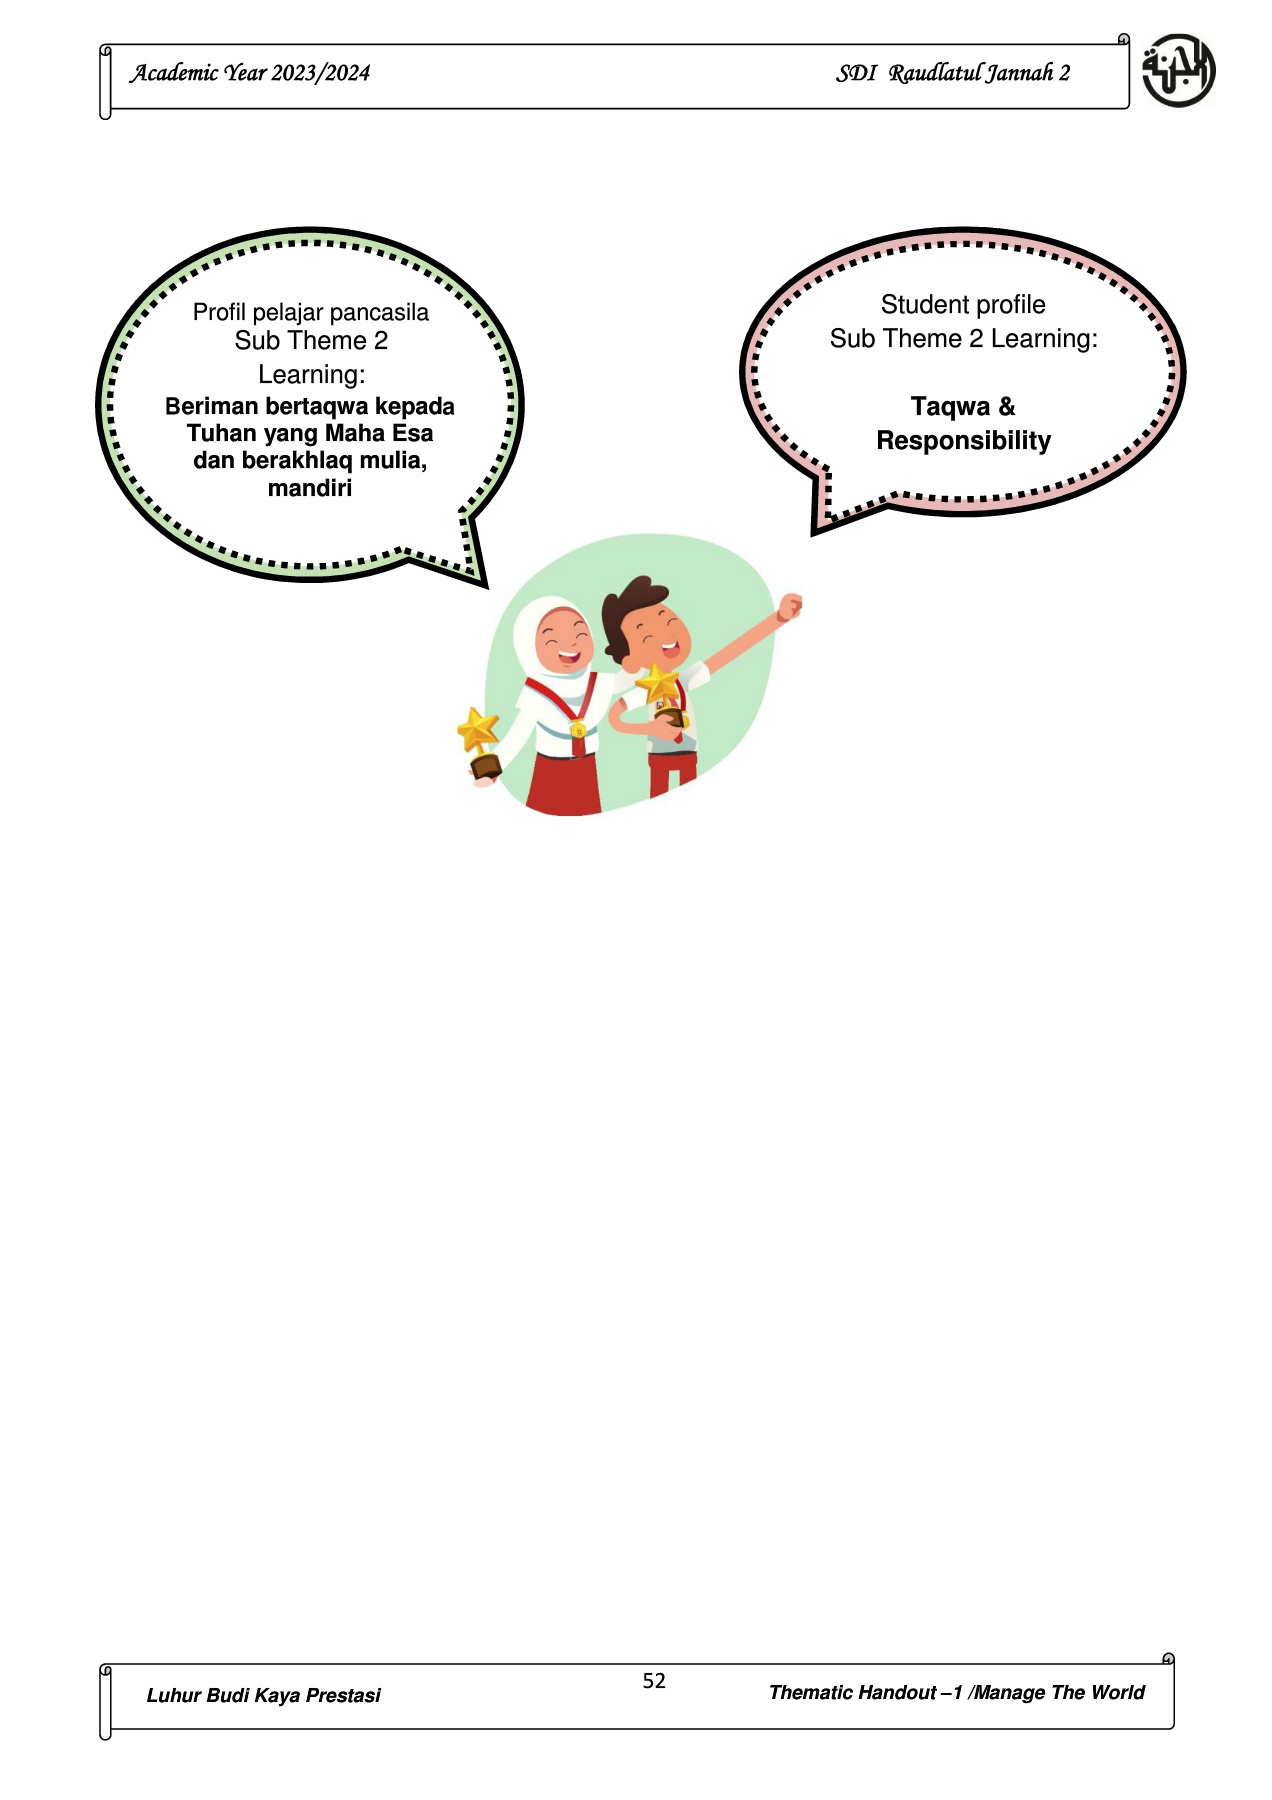 Academic Year 2023/2024
SDI Raudlatul Jannah 2
Profil pelajar pancasila
Sub Theme 2
Learning:
Beriman bertaqwa kepada
Tuhan yang Maha Esa
dan berakhlaq mulia,
mandiri
Student profile
Sub Theme 2 Learning:
Taqwa &
Responsibility
Luhur Budi Kaya Prestasi
52
Thematic Handout –1 /Manage The World